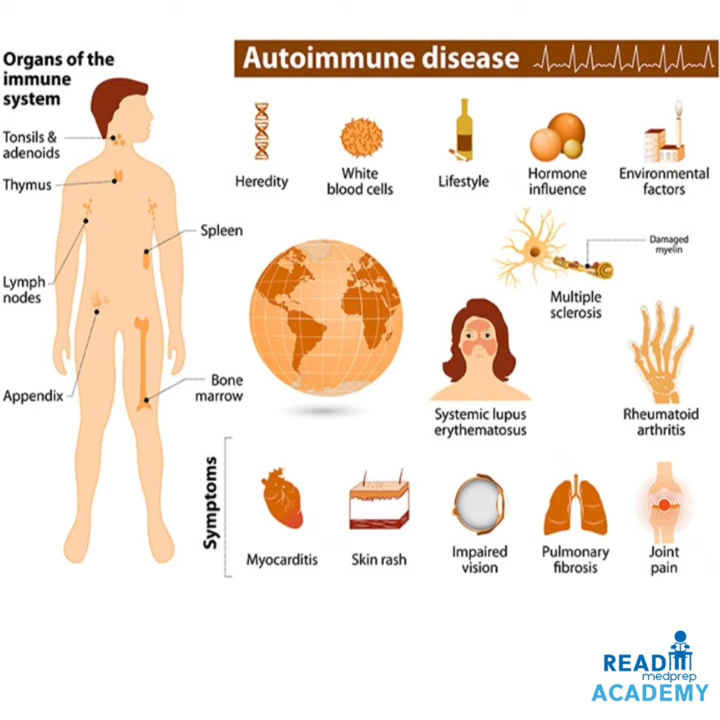 Organs of the
immune
system
Tonsils &
adenoids
Thymus
Spleen
Lymph
nodes
Appendix
Bone
marrow
Autoimmune disease
Heredity
White
blood cells
Lifestyle
Hormone
influence
Environmental
factors
Damaged
myelin
Multiple
sclerosis
Systemic lupus
erythematosus
Rheumatoid
arthritis
Symptoms
Myocarditis
Skin rash
Impaired
vision
Pulmonary
fibrosis
Joint
pain
READ
medprep
ACADEMY